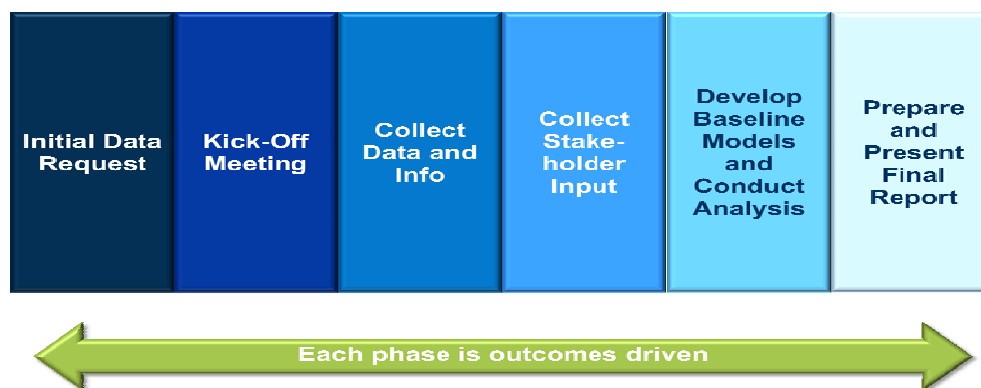 Initial Data
Request
Kick-Off
Meeting
Collect
Data and
Info
Collect
Stake-
holder
Input
Develop
Baseline
Models
and
Conduct
Analysis
Prepare
and
Present
Final
Report
Each phase is outcomes driven